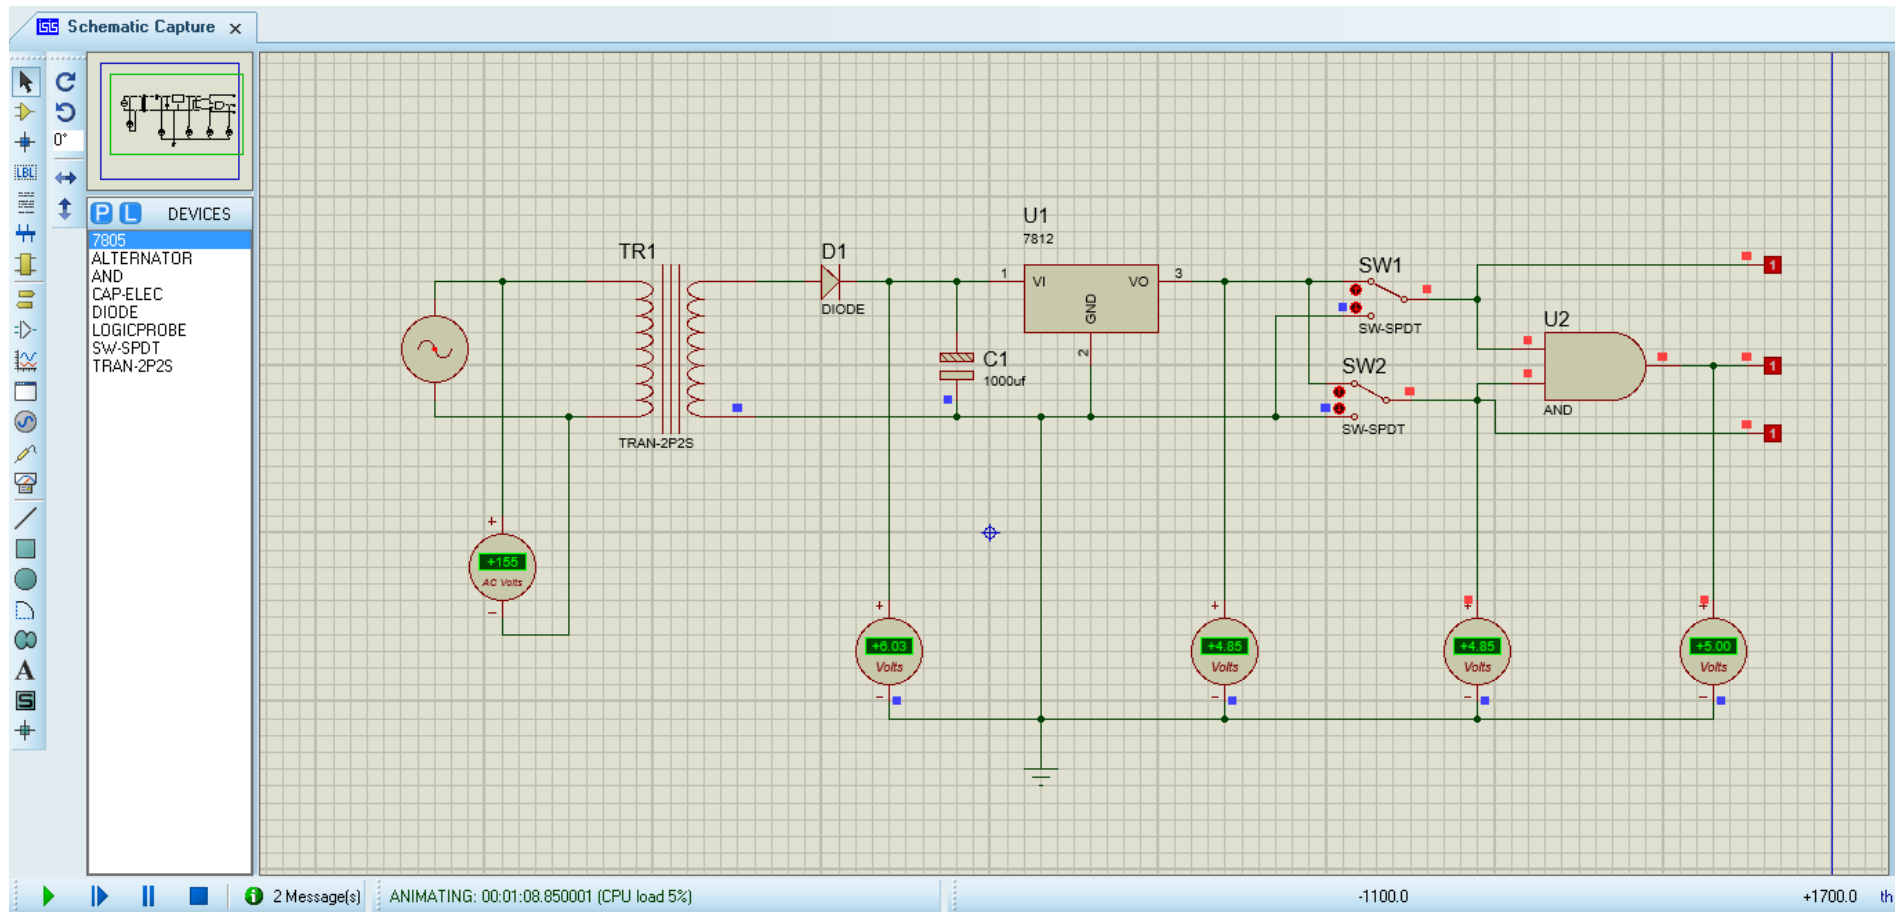 isis Schematic Capture x
0°
LBL
P L DEVICES
7805
ALTERNATOR
AND
CAP-ELEC
DIODE
LOGICPROBE
SW-SPDT
TRAN-2P2S
A
S
TR1
TRAN-2P2S
D1
DIODE
U1
7812
1
VI
VO
3
GND
2
C1
1000uf
SW1
SW-SPDT
SW2
SW-SPDT
U2
AND
1
1
1
+
+155
AC Volts
−
+
+6.03
Volts
−
+
+4.85
Volts
−
+
+4.85
Volts
−
+
+5.00
Volts
−
2 Message(s)
ANIMATING: 00:01:08.850001 (CPU load 5%)
-1100.0
+1700.0
th